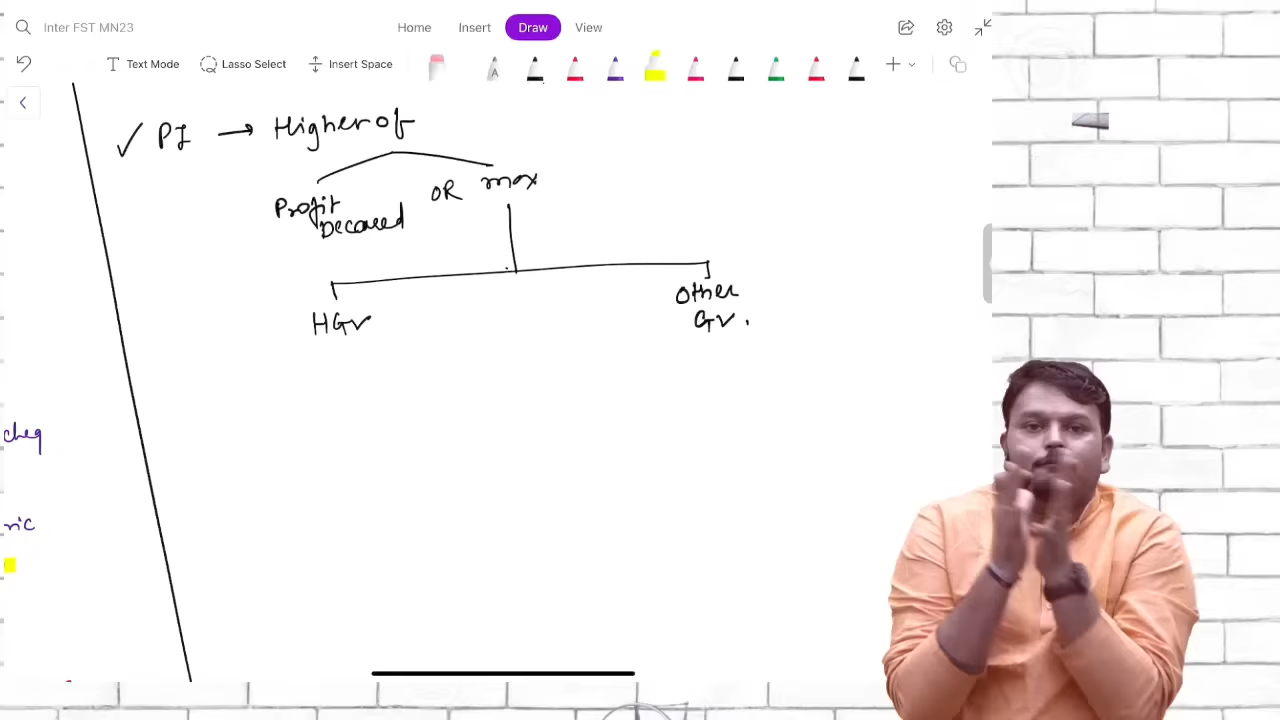 Inter FST MN23
Home Insert Draw View
Text Mode Lasso Select Insert Space
A
✓ PI → Higher of
Profit Decared OR max
HGV
Other GV.
cheq
ric